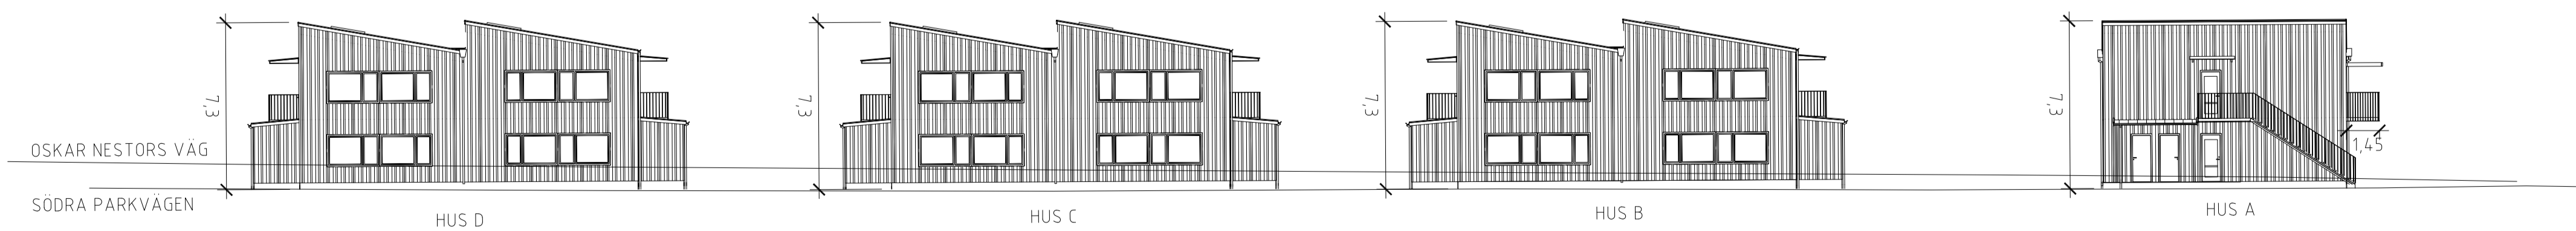 7,3
7,3
7,3
7,3
OSKAR NESTORS VÄG
1,45
SÖDRA PARKVÄGEN
HUS D
HUS C
HUS B
HUS A